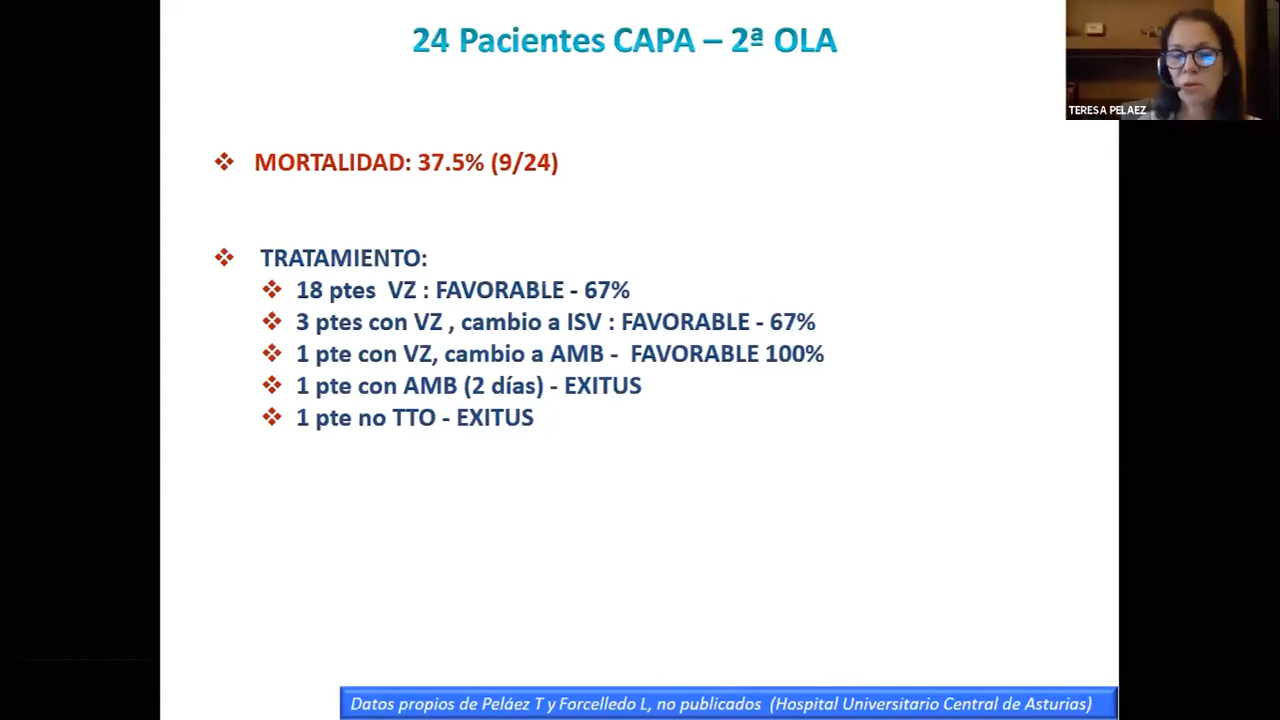 24 Pacientes CAPA – 2ª OLA
TERESA PELAEZ
MORTALIDAD: 37.5% (9/24)
TRATAMIENTO:
18 ptes VZ : FAVORABLE - 67%
3 ptes con VZ , cambio a ISV : FAVORABLE - 67%
1 pte con VZ, cambio a AMB - FAVORABLE 100%
1 pte con AMB (2 días) - EXITUS
1 pte no TTO - EXITUS
Datos propios de Peláez T y Forcelledo L, no publicados (Hospital Universitario Central de Asturias)